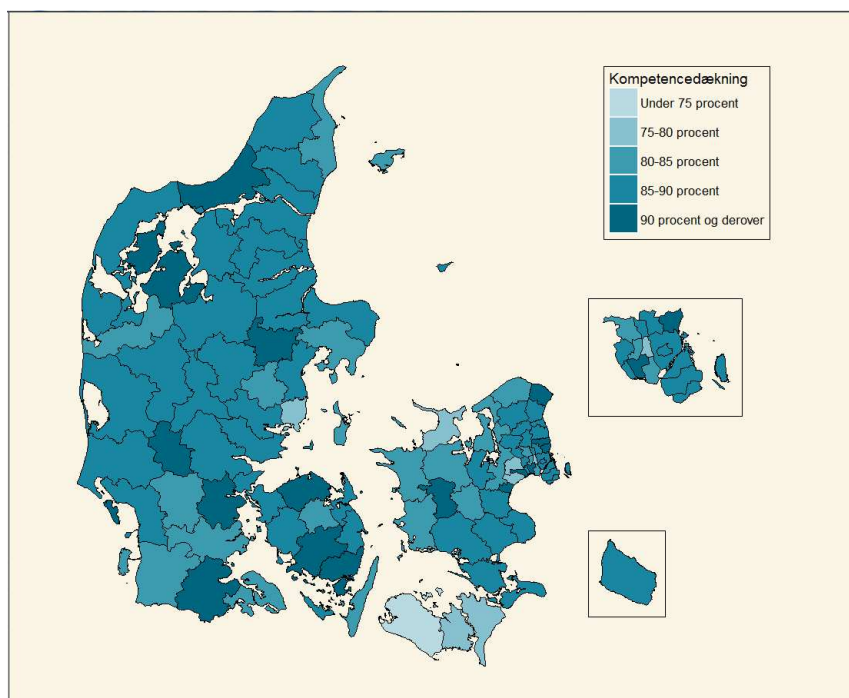 Kompetencedækning
Under 75 procent
75-80 procent
80-85 procent
85-90 procent
90 procent og derover